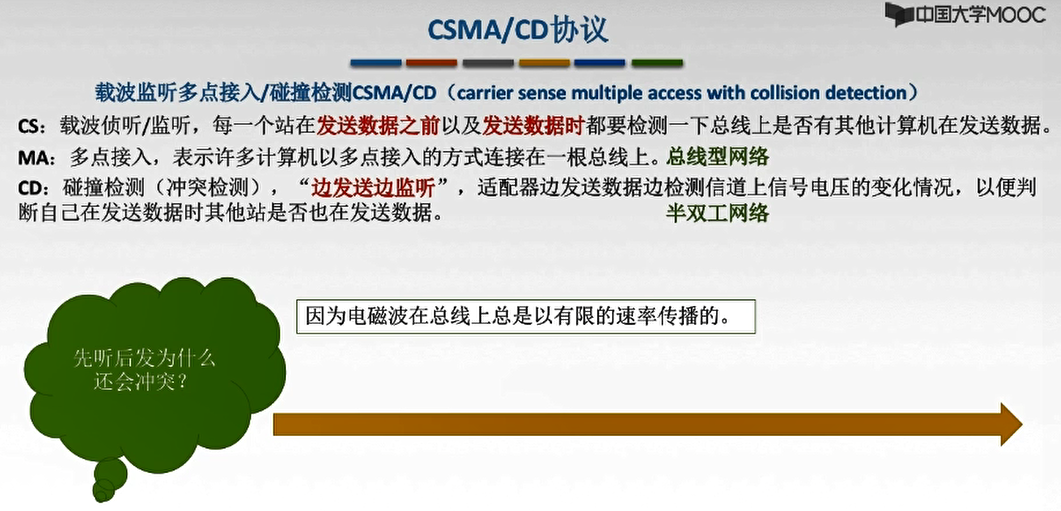 中国大学MOOC
CSMA/CD协议
载波监听多点接入/碰撞检测CSMA/CD（carrier sense multiple access with collision detection）
CS：载波侦听/监听，每一个站在发送数据之前以及发送数据时都要检测一下总线上是否有其他计算机在发送数据。
MA：多点接入，表示许多计算机以多点接入的方式连接在一根总线上。总线型网络
CD：碰撞检测（冲突检测），“边发送边监听”，适配器边发送数据边检测信道上信号电压的变化情况，以便判
断自己在发送数据时其他站是否也在发送数据。 半双工网络
因为电磁波在总线上总是以有限的速率传播的。
先听后发为什么
还会冲突？